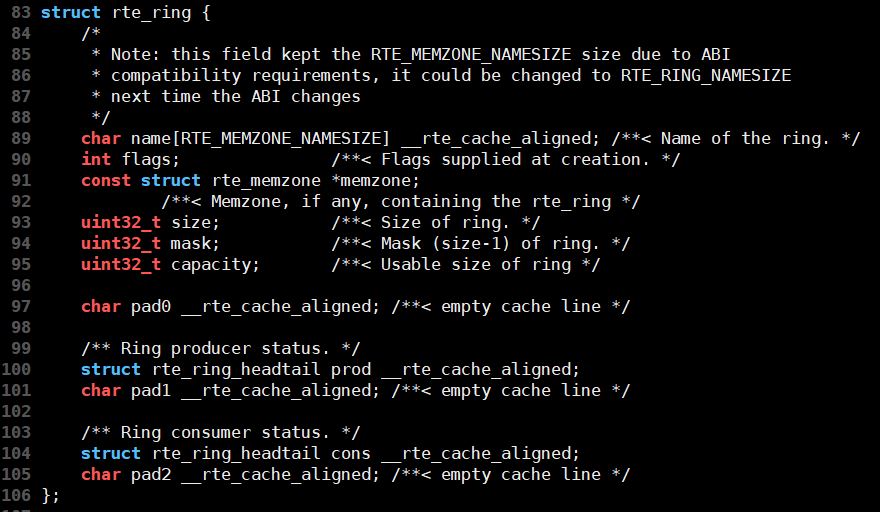 83 struct rte_ring {
84     /*
85      * Note: this field kept the RTE_MEMZONE_NAMESIZE size due to ABI
86      * compatibility requirements, it could be changed to RTE_RING_NAMESIZE
87      * next time the ABI changes
88      */
89     char name[RTE_MEMZONE_NAMESIZE] __rte_cache_aligned; /**< Name of the ring. */
90     int flags;               /**< Flags supplied at creation. */
91     const struct rte_memzone *memzone;
92             /**< Memzone, if any, containing the rte_ring */
93     uint32_t size;           /**< Size of ring. */
94     uint32_t mask;           /**< Mask (size-1) of ring. */
95     uint32_t capacity;       /**< Usable size of ring */
96
97     char pad0 __rte_cache_aligned; /**< empty cache line */
98
99     /** Ring producer status. */
100     struct rte_ring_headtail prod __rte_cache_aligned;
101     char pad1 __rte_cache_aligned; /**< empty cache line */
102
103     /** Ring consumer status. */
104     struct rte_ring_headtail cons __rte_cache_aligned;
105     char pad2 __rte_cache_aligned; /**< empty cache line */
106 };